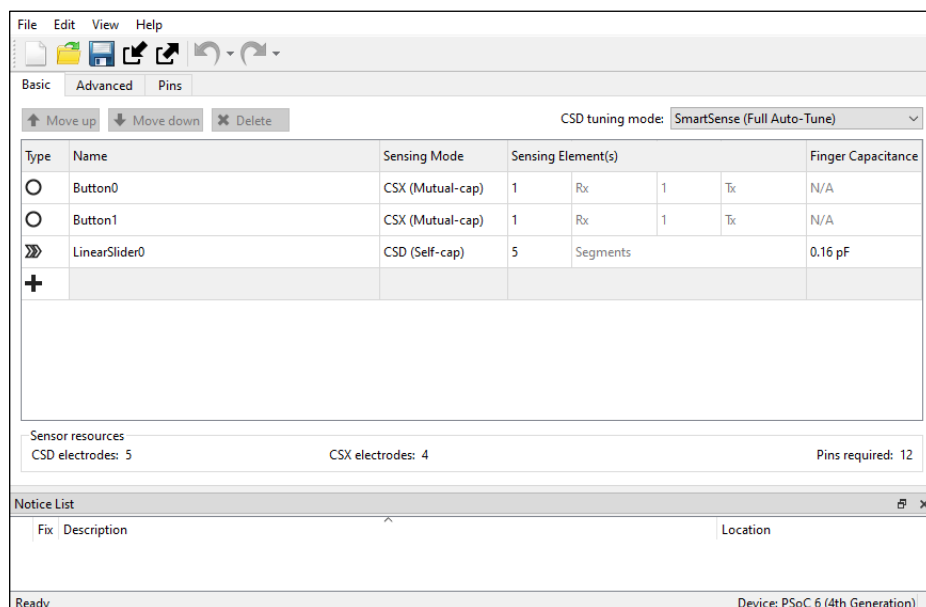 File Edit View Help
Basic Advanced Pins
Move up Move down Delete CSD tuning mode: SmartSense (Full Auto-Tune)
Type Name Sensing Mode Sensing Element(s) Finger Capacitance
Button0 CSX (Mutual-cap) 1 Rx 1 Tx N/A
Button1 CSX (Mutual-cap) 1 Rx 1 Tx N/A
LinearSlider0 CSD (Self-cap) 5 Segments 0.16 pF
Sensor resources
CSD electrodes: 5 CSX electrodes: 4 Pins required: 12
Notice List
Fix Description Location
Ready Device: PSoC 6 (4th Generation)